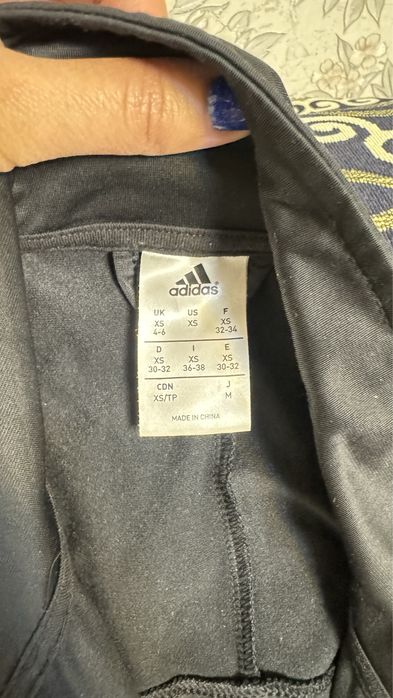 adidas®
UK US F
XS XS XS
4-6 32-34
D I E
XS XS XS
30-32 36-38 30-32
CDN J
XS/TP M
MADE IN CHINA